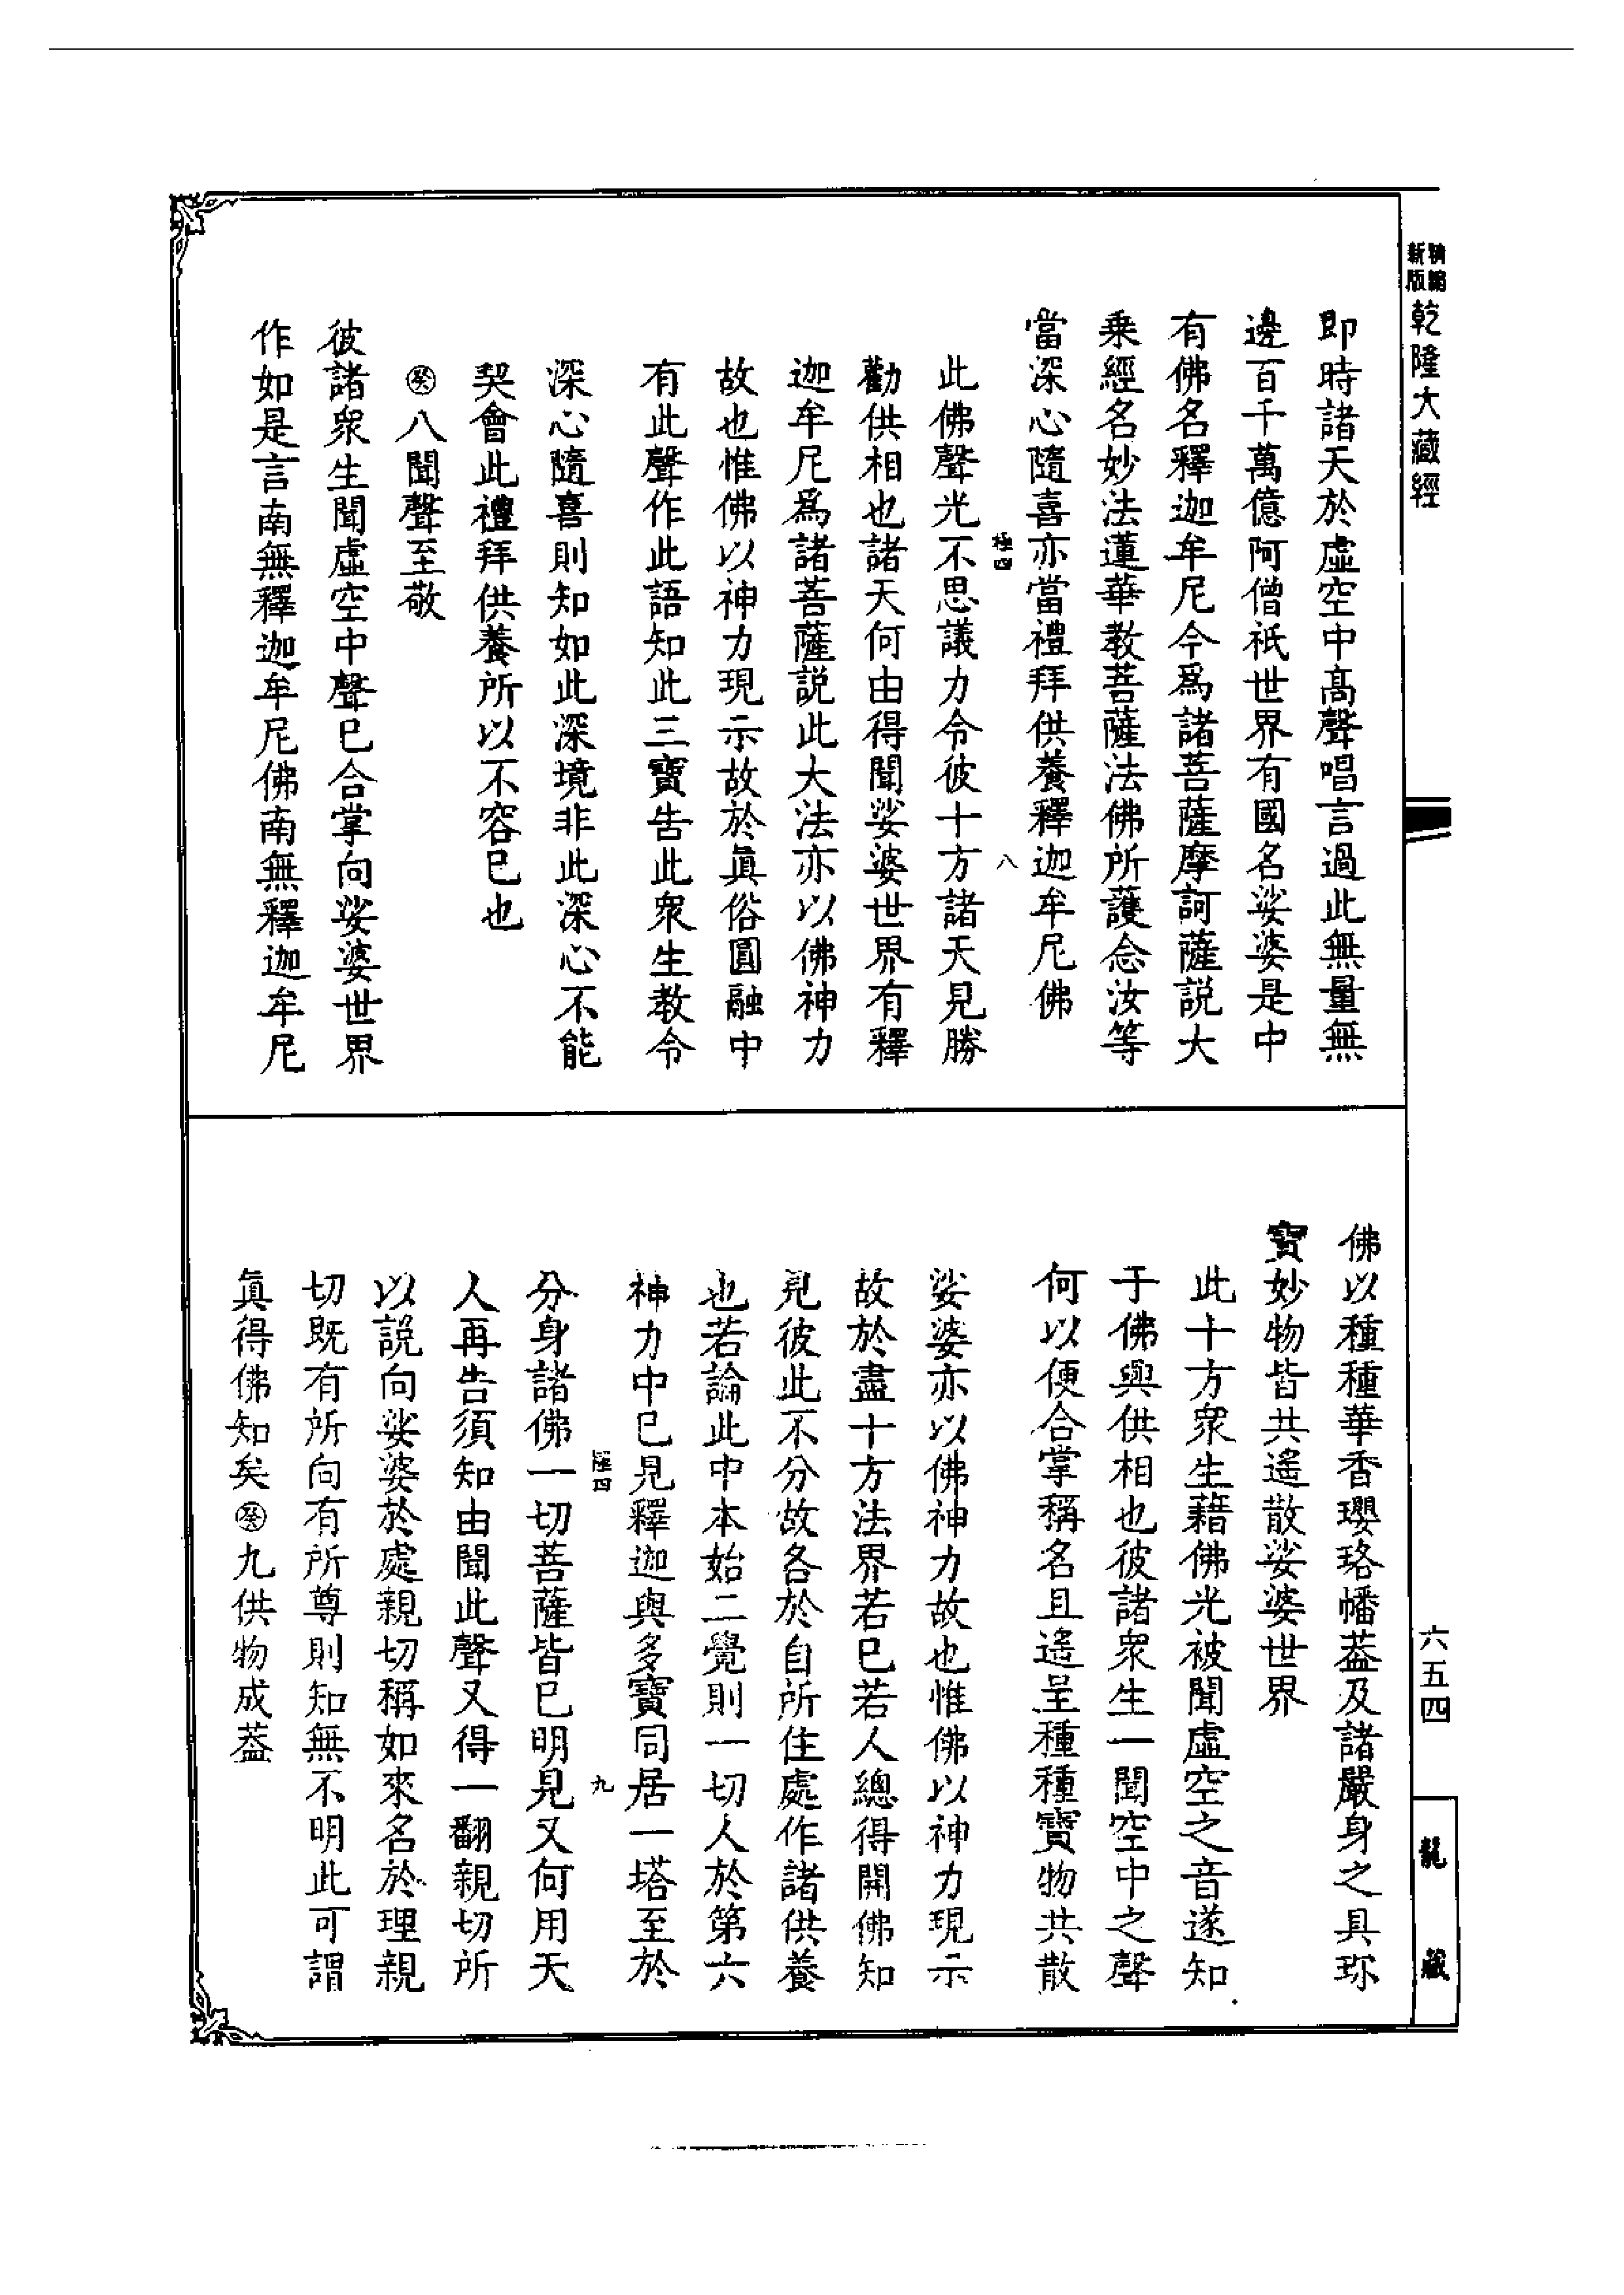 新編
精版
乾隆大藏經
即時諸天於虛空中高聲唱言過此無量無
邊百千萬億阿僧祇世界有國名娑婆是中
有佛名釋迦牟尼今為諸菩薩摩訶薩說大
乘經名妙法蓮華教菩薩法佛所護念汝等
當深心隨喜亦當禮拜供養釋迦牟尼佛
極四
八
此佛聲光不思議力令彼十方諸天見勝
勸供相也諸天何由得聞娑婆世界有釋
迦牟尼為諸菩薩說此大法亦以佛神力
故也惟佛以神力現示故於眞俗圓融中
有此聲作此語知此三寶告此衆生教令
深心隨喜則知如此深境非此深心不能
契會此禮拜供養所以不容已也
㊛八聞聲至敬
彼諸衆生聞虛空中聲已合掌向娑婆世界
作如是言南無釋迦牟尼佛南無釋迦牟尼
佛以種種華香瓔珞幡葢及諸嚴身之具珎
寶妙物皆共遙散娑婆世界
此十方衆生藉佛光被聞虛空之音遂知
于佛興供相也彼諸衆生一聞空中之聲
何以便合掌稱名且遙呈種種寶物共散
娑婆亦以佛神力故也惟佛以神力現示
故於盡十方法界若已若人總得開佛知
見彼此不分故各於自所住處作諸供養
也若論此中本始二覺則一切人於第六
神力中已見釋迦與多寶同居一塔至於
極四
九
分身諸佛一切菩薩皆已明見又何用天
人再告須知由聞此聲又得一翻親切所
以說向娑婆於處親切稱如來名於理親
切既有所向有所尊則知無不明此可謂
眞得佛知矣癸九供物成葢
六五四
龍藏